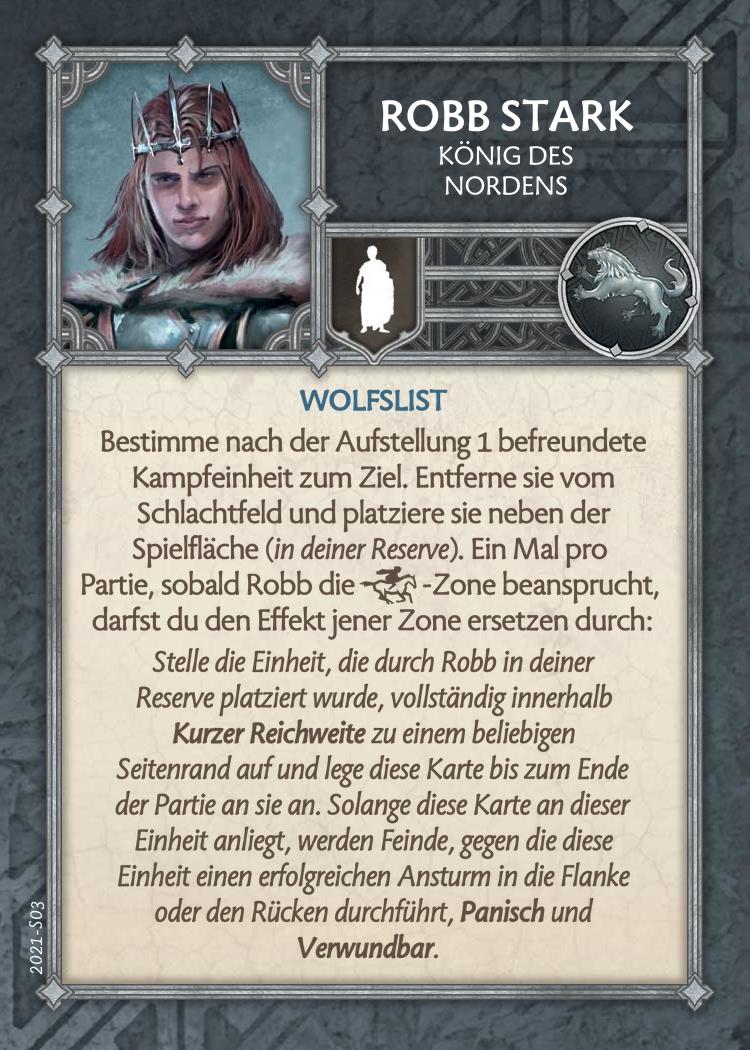 ROBB STARK
KÖNIG DES
NORDENS
WOLFSLIST
Bestimme nach der Aufstellung 1 befreundete
Kampfeinheit zum Ziel. Entferne sie vom
Schlachtfeld und platziere sie neben der
Spielfläche (in deiner Reserve). Ein Mal pro
Partie, sobald Robb die -Zone beansprucht,
darfst du den Effekt jener Zone ersetzen durch:
Stelle die Einheit, die durch Robb in deiner
Reserve platziert wurde, vollständig innerhalb
Kurzer Reichweite zu einem beliebigen
Seitenrand auf und lege diese Karte bis zum Ende
der Partie an sie an. Solange diese Karte an dieser
Einheit anliegt, werden Feinde, gegen die diese
Einheit einen erfolgreichen Ansturm in die Flanke
oder den Rücken durchführt, Panisch und
Verwundbar.
2021-S03